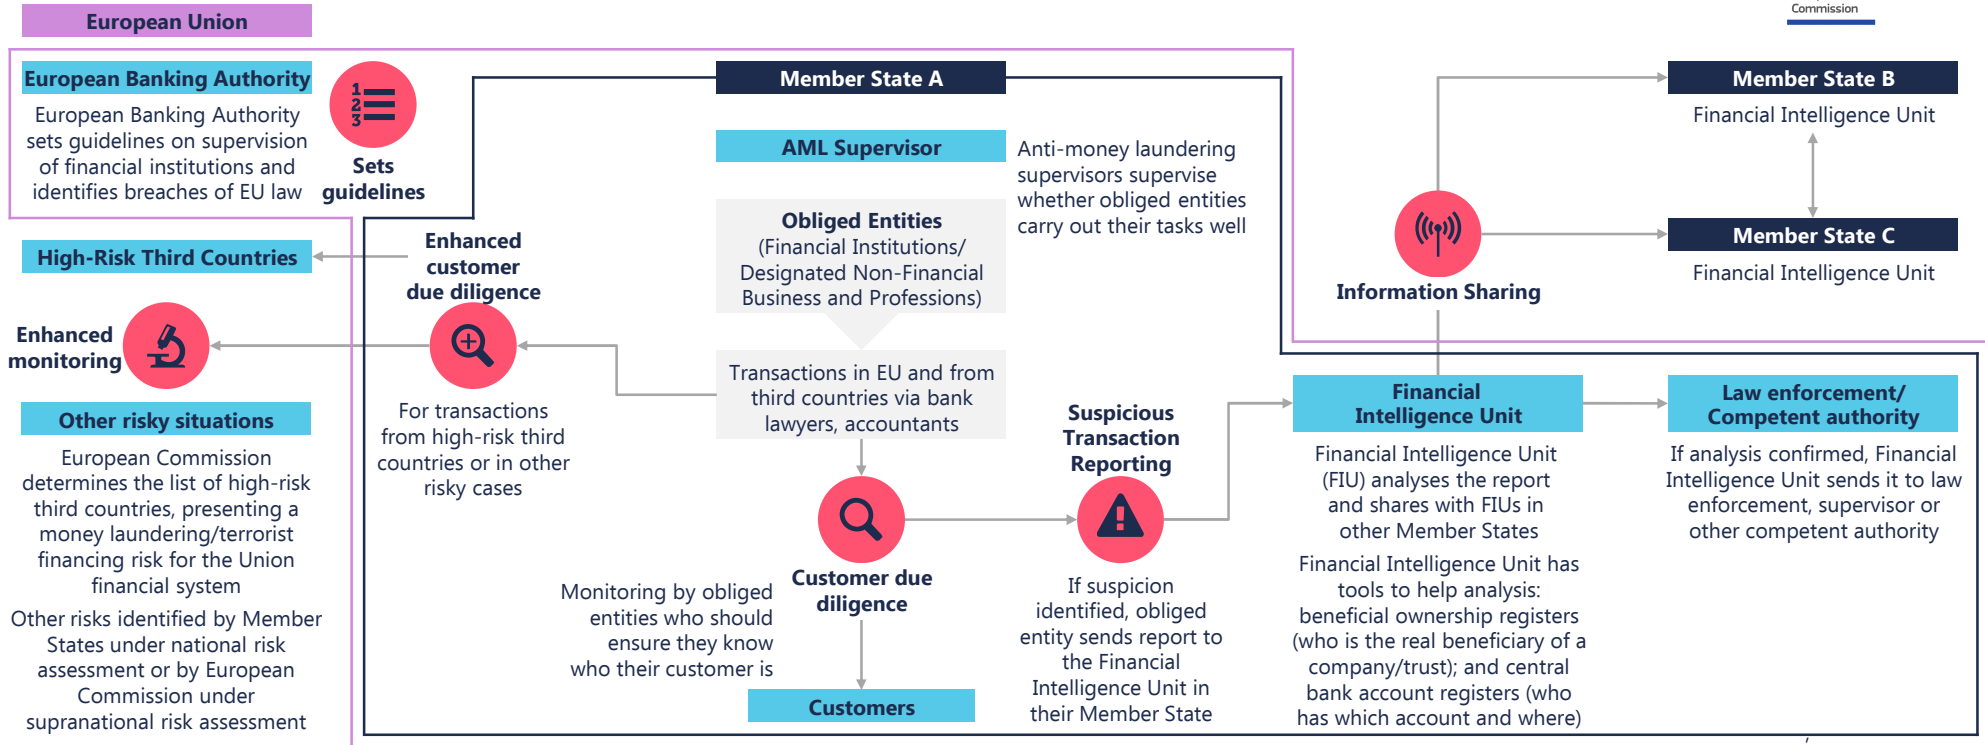 European Union
Commission
European Banking Authority
European Banking Authority
sets guidelines on supervision
of financial institutions and
identifies breaches of EU law
1
2
3
Sets
guidelines
Member State A
AML Supervisor
Anti-money laundering
supervisors supervise
whether obliged entities
carry out their tasks well
Obliged Entities
(Financial Institutions/
Designated Non-Financial
Business and Professions)
Transactions in EU and from
third countries via bank
lawyers, accountants
Member State B
Financial Intelligence Unit
Member State C
Financial Intelligence Unit
Information Sharing
High-Risk Third Countries
Enhanced
customer
due diligence
Enhanced
monitoring
For transactions
from high-risk third
countries or in other
risky cases
Other risky situations
European Commission
determines the list of high-risk
third countries, presenting a
money laundering/terrorist
financing risk for the Union
financial system
Other risks identified by Member
States under national risk
assessment or by European
Commission under
supranational risk assessment
Monitoring by obliged
entities who should
ensure they know
who their customer is
Customer due
diligence
Customers
Suspicious
Transaction
Reporting
If suspicion
identified, obliged
entity sends report to
the Financial
Intelligence Unit in
their Member State
Financial
Intelligence Unit
Financial Intelligence Unit
(FIU) analyses the report
and shares with FIUs in
other Member States
Financial Intelligence Unit has
tools to help analysis:
beneficial ownership registers
(who is the real beneficiary of a
company/trust); and central
bank account registers (who
has which account and where)
Law enforcement/
Competent authority
If analysis confirmed, Financial
Intelligence Unit sends it to law
enforcement, supervisor or
other competent authority